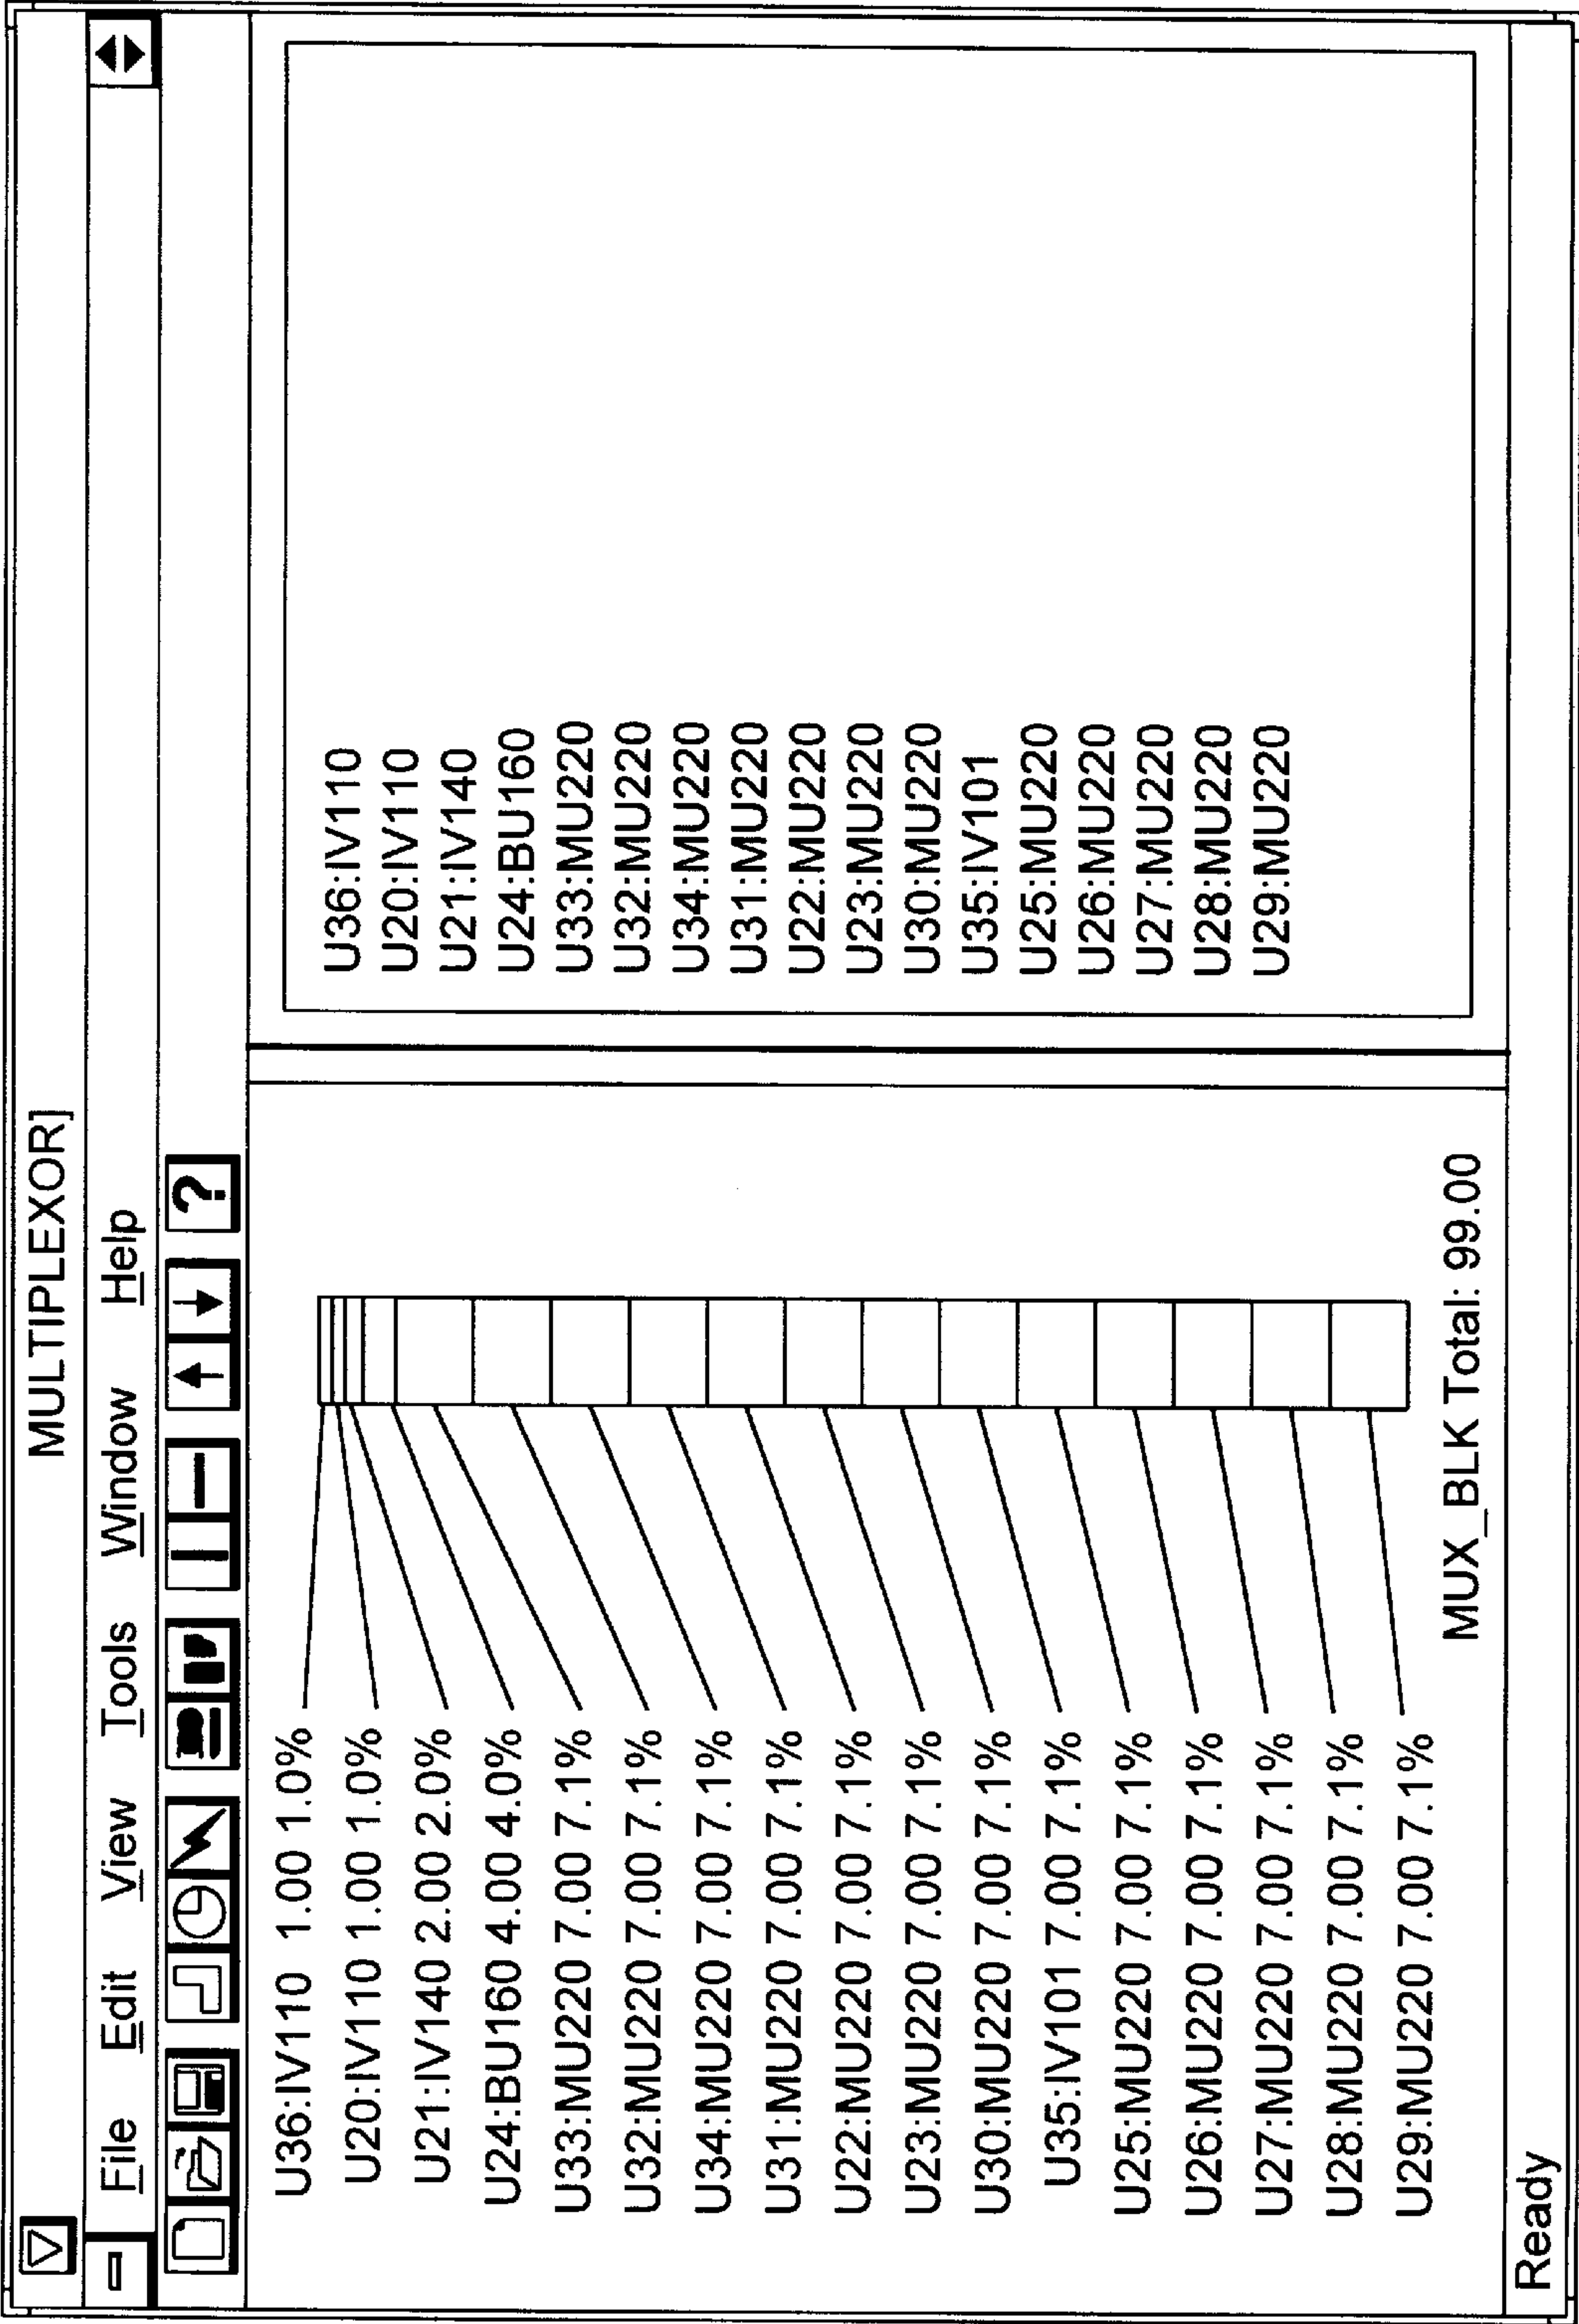 MULTIPLEXOR]
File Edit View Tools Window Help
?
U36:IV110 1.00 1.0%
U20:IV110 1.00 1.0%
U21:IV140 2.00 2.0%
U24:BU160 4.00 4.0%
U33:MU220 7.00 7.1%
U32:MU220 7.00 7.1%
U34:MU220 7.00 7.1%
U31:MU220 7.00 7.1%
U22:MU220 7.00 7.1%
U23:MU220 7.00 7.1%
U30:MU220 7.00 7.1%
U35:IV101 7.00 7.1%
U25:MU220 7.00 7.1%
U26:MU220 7.00 7.1%
U27:MU220 7.00 7.1%
U28:MU220 7.00 7.1%
U29:MU220 7.00 7.1%
MUX_BLK Total: 99.00
U36:IV110
U20:IV110
U21:IV140
U24:BU160
U33:MU220
U32:MU220
U34:MU220
U31:MU220
U22:MU220
U23:MU220
U30:MU220
U35:IV101
U25:MU220
U26:MU220
U27:MU220
U28:MU220
U29:MU220
Ready